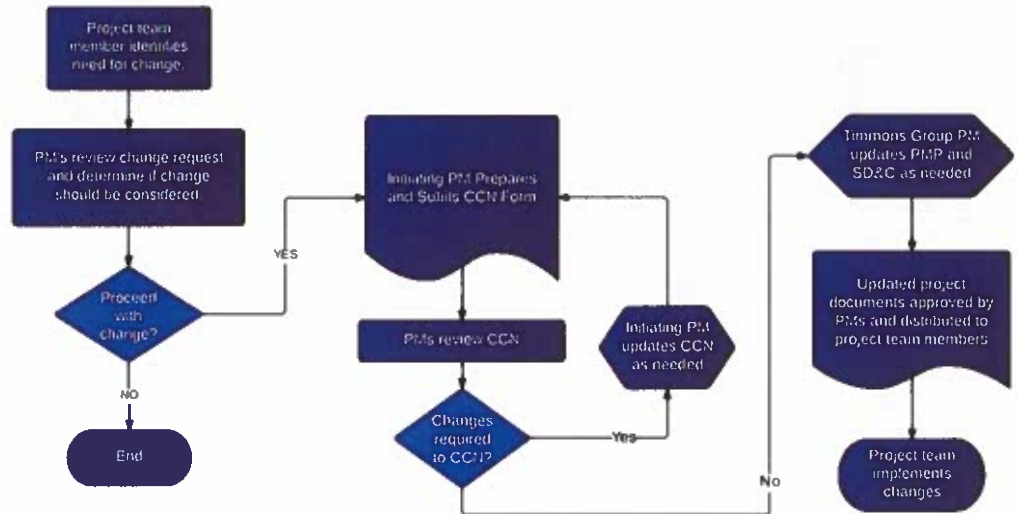 Project team
member identifies
need for change.
PM's review change request
and determine if change
should be considered.
Proceed
with
change?
NO
End
YES
Initiating PM Prepares
and Submits CCN Form
PMs review CCN
Changes
required
to CCN?
Yes
Initiating PM
updates CCN
as needed
No
Timmons Group PM
updates PMP and
SD&C as needed
Updated project
documents approved by
PMs and distributed to
project team members
Project team
implements
changes